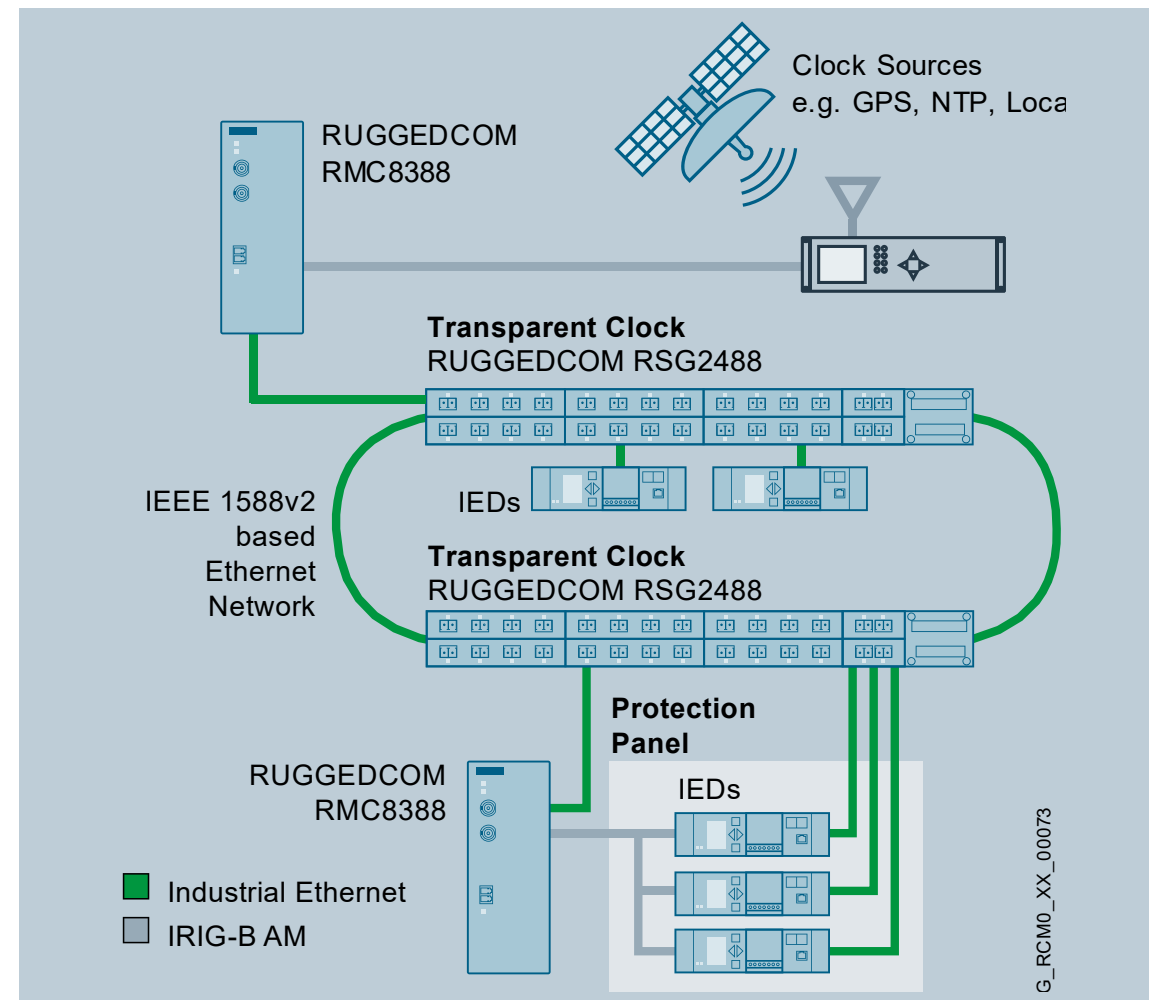 Clock Sources
e.g. GPS, NTP, Loca
RUGGEDCOM
RMC8388
Transparent Clock
RUGGEDCOM RSG2488
IEDs
IEEE 1588v2
based
Ethernet
Network
Transparent Clock
RUGGEDCOM RSG2488
Protection
Panel
RUGGEDCOM
RMC8388
IEDs
Industrial Ethernet
IRIG-B AM
G_RCM0_XX_00073